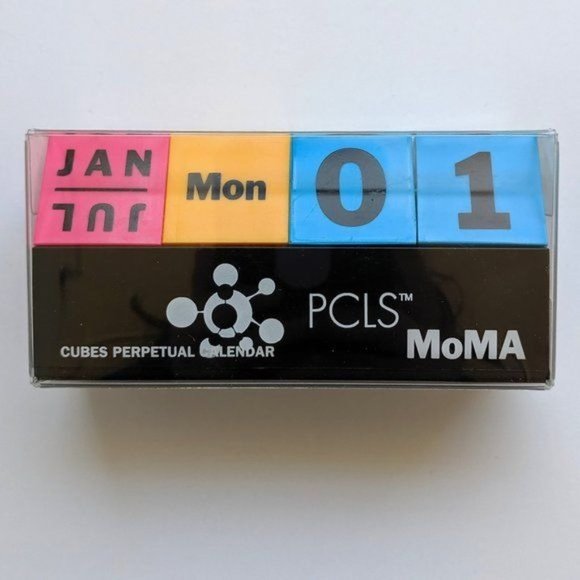 JAN
JUL
Mon
0 1
PCLS™
CUBES PERPETUAL CALENDAR
MoMA